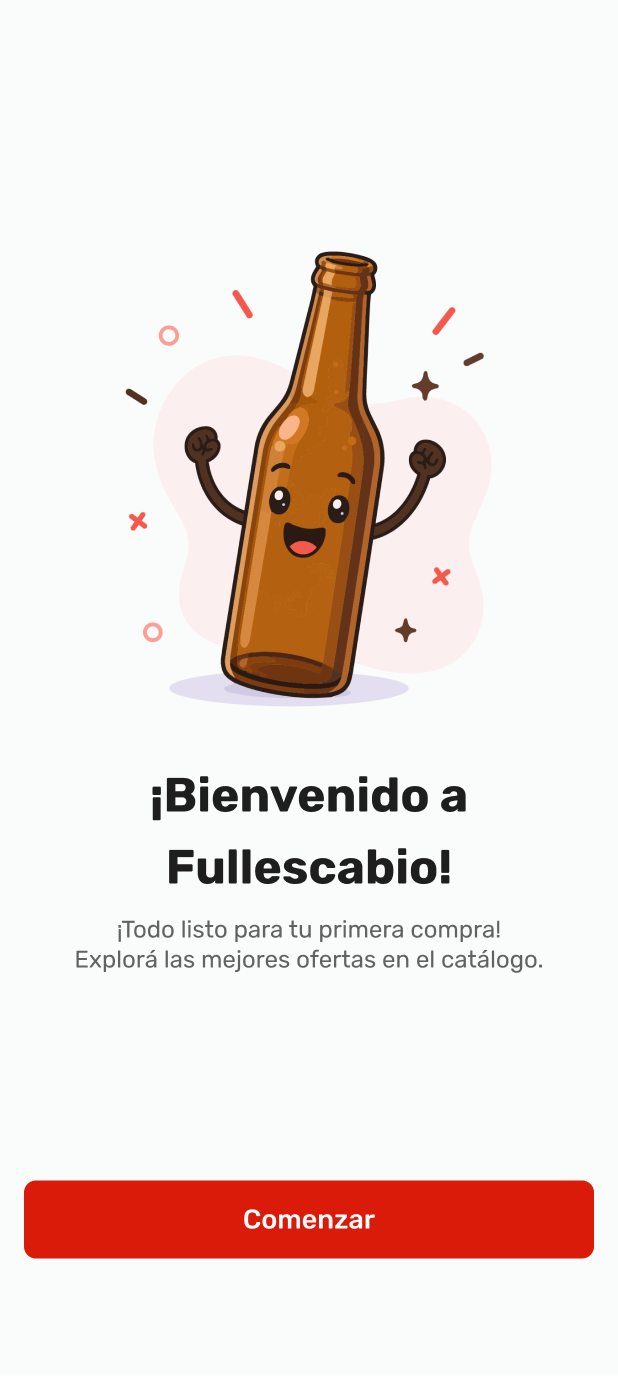 ¡Bienvenido a
Fullescabio!
¡Todo listo para tu primera compra!
Explorá las mejores ofertas en el catálogo.
Comenzar